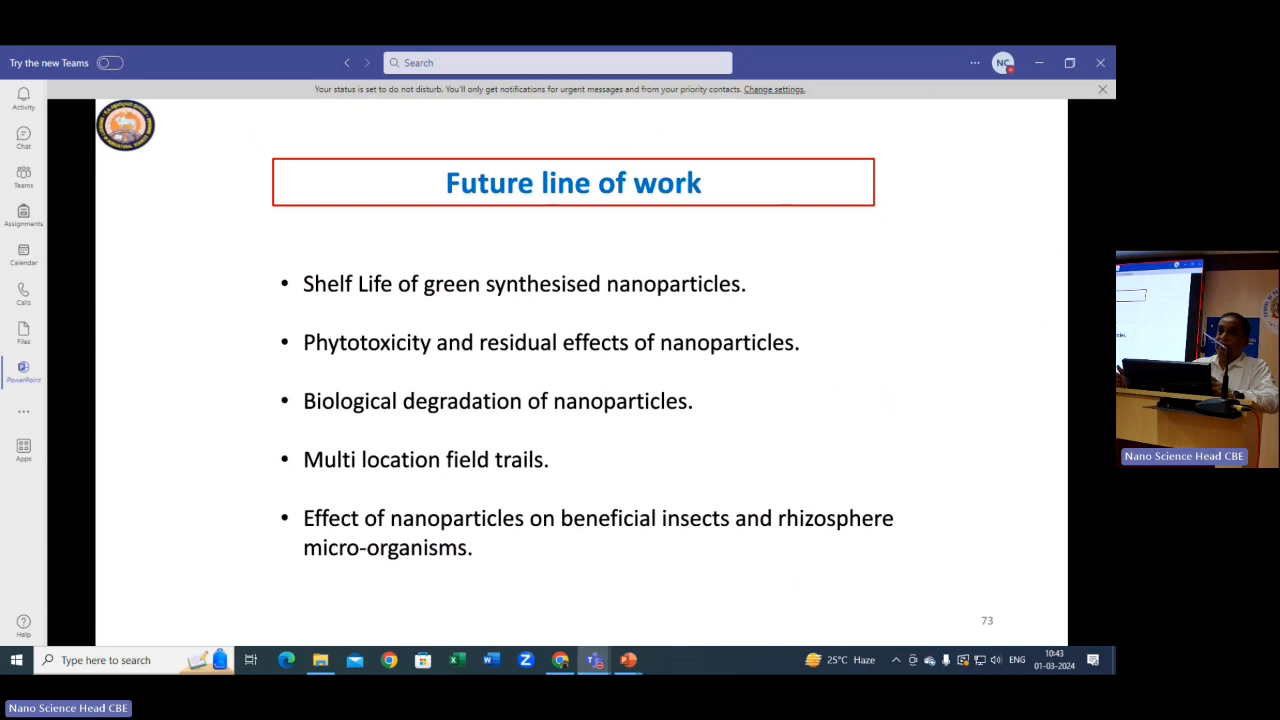 Try the new Teams
Search
NC
Your status is set to do not disturb. You'll only get notifications for urgent messages and from your priority contacts. Change settings.
Activity
Chat
Teams
Assignments
Calendar
Calls
Files
PowerPoint
Apps
Help
Future line of work
• Shelf Life of green synthesised nanoparticles.
• Phytotoxicity and residual effects of nanoparticles.
• Biological degradation of nanoparticles.
• Multi location field trails.
• Effect of nanoparticles on beneficial insects and rhizosphere
micro-organisms.
73
Nano Science Head CBE
Type here to search
25°C Haze
ENG
10:43
01-03-2024
Nano Science Head CBE